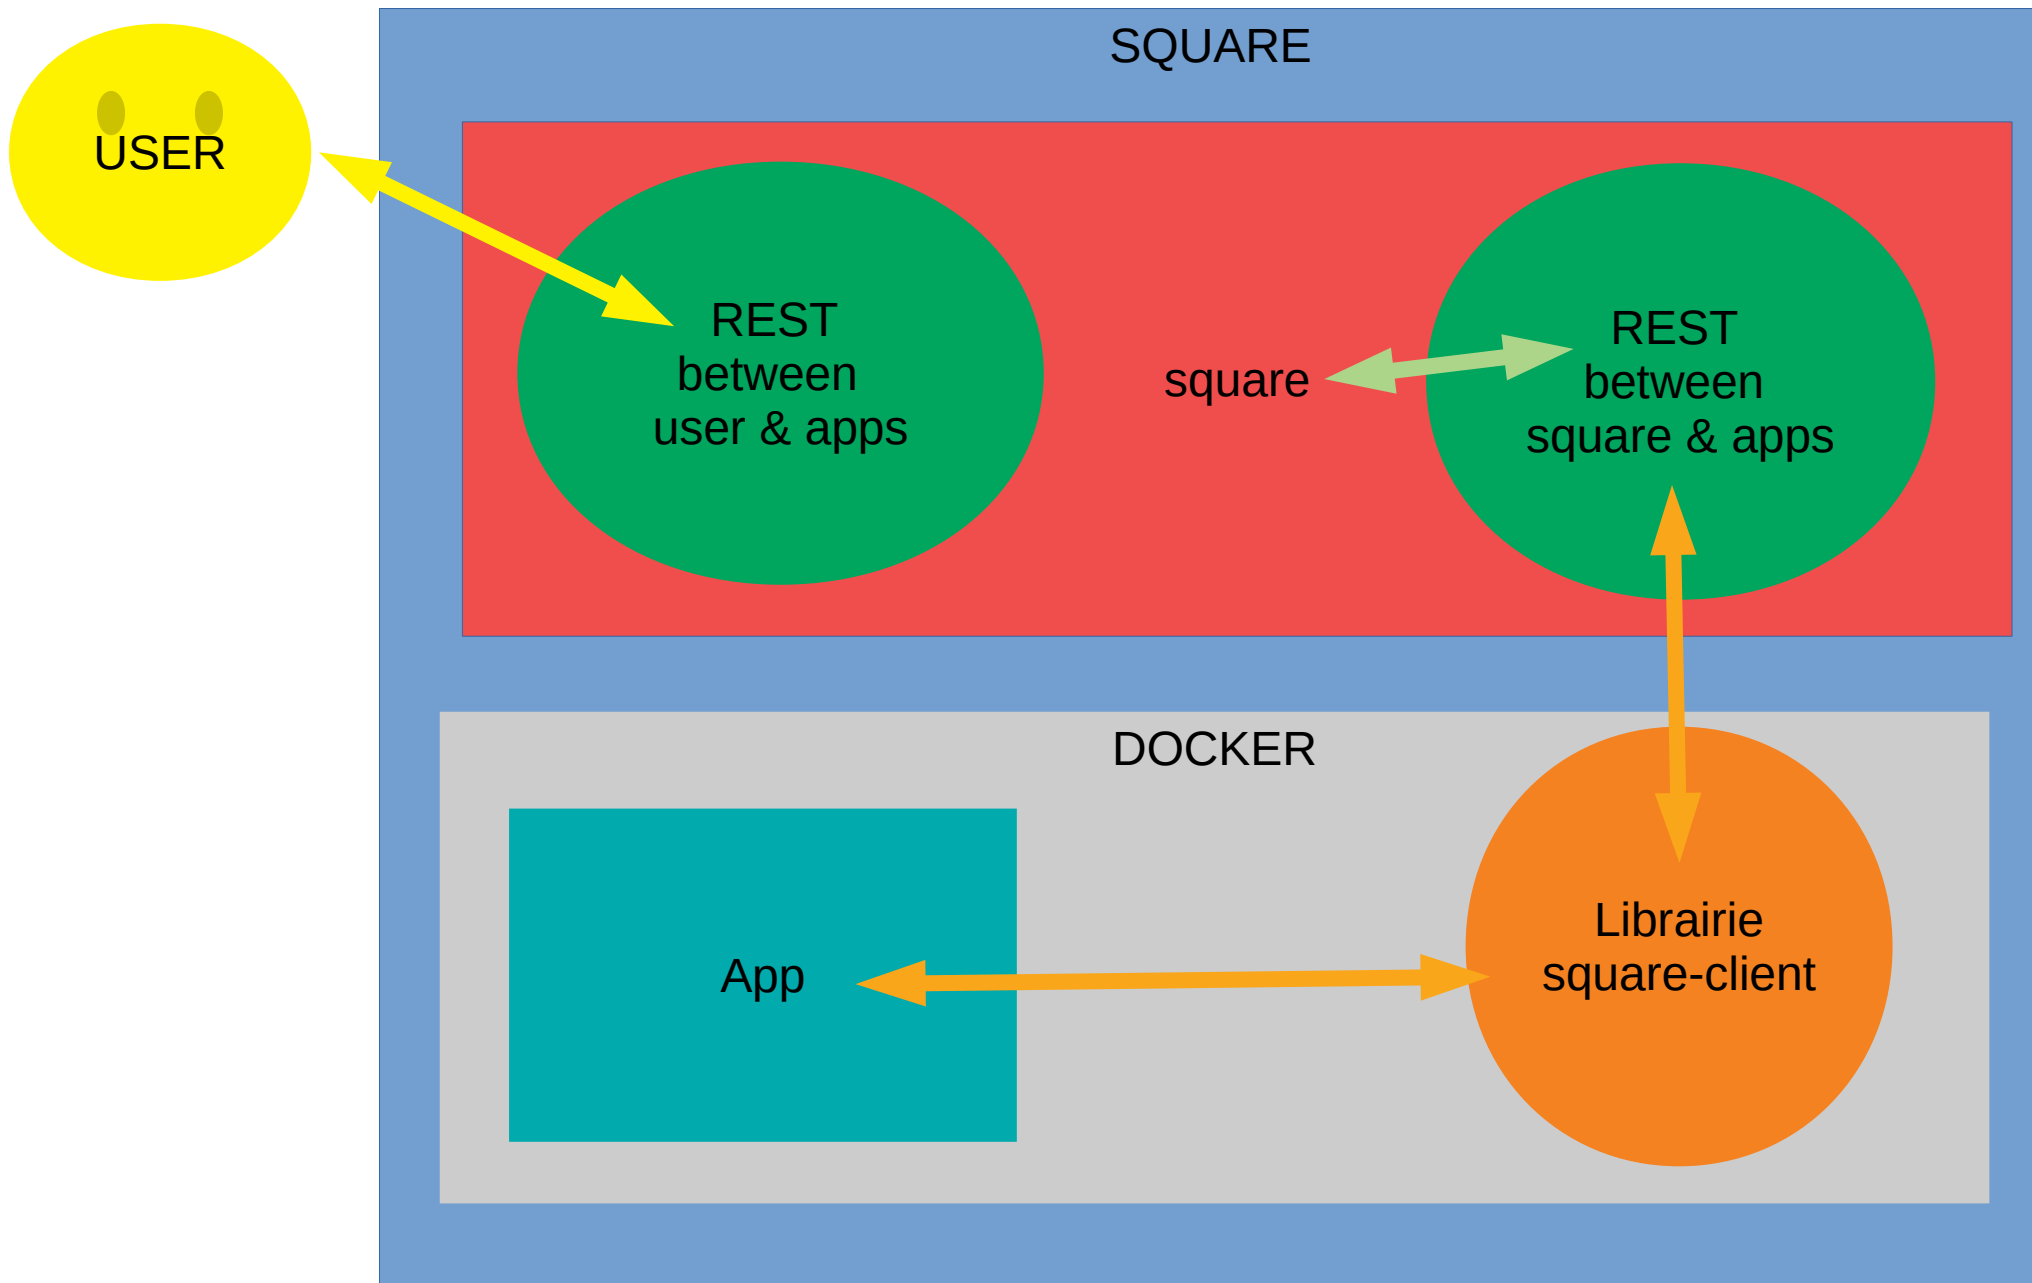 SQUARE
USER
REST
between
user & apps
square
REST
between
square & apps
DOCKER
App
Librairie
square-client